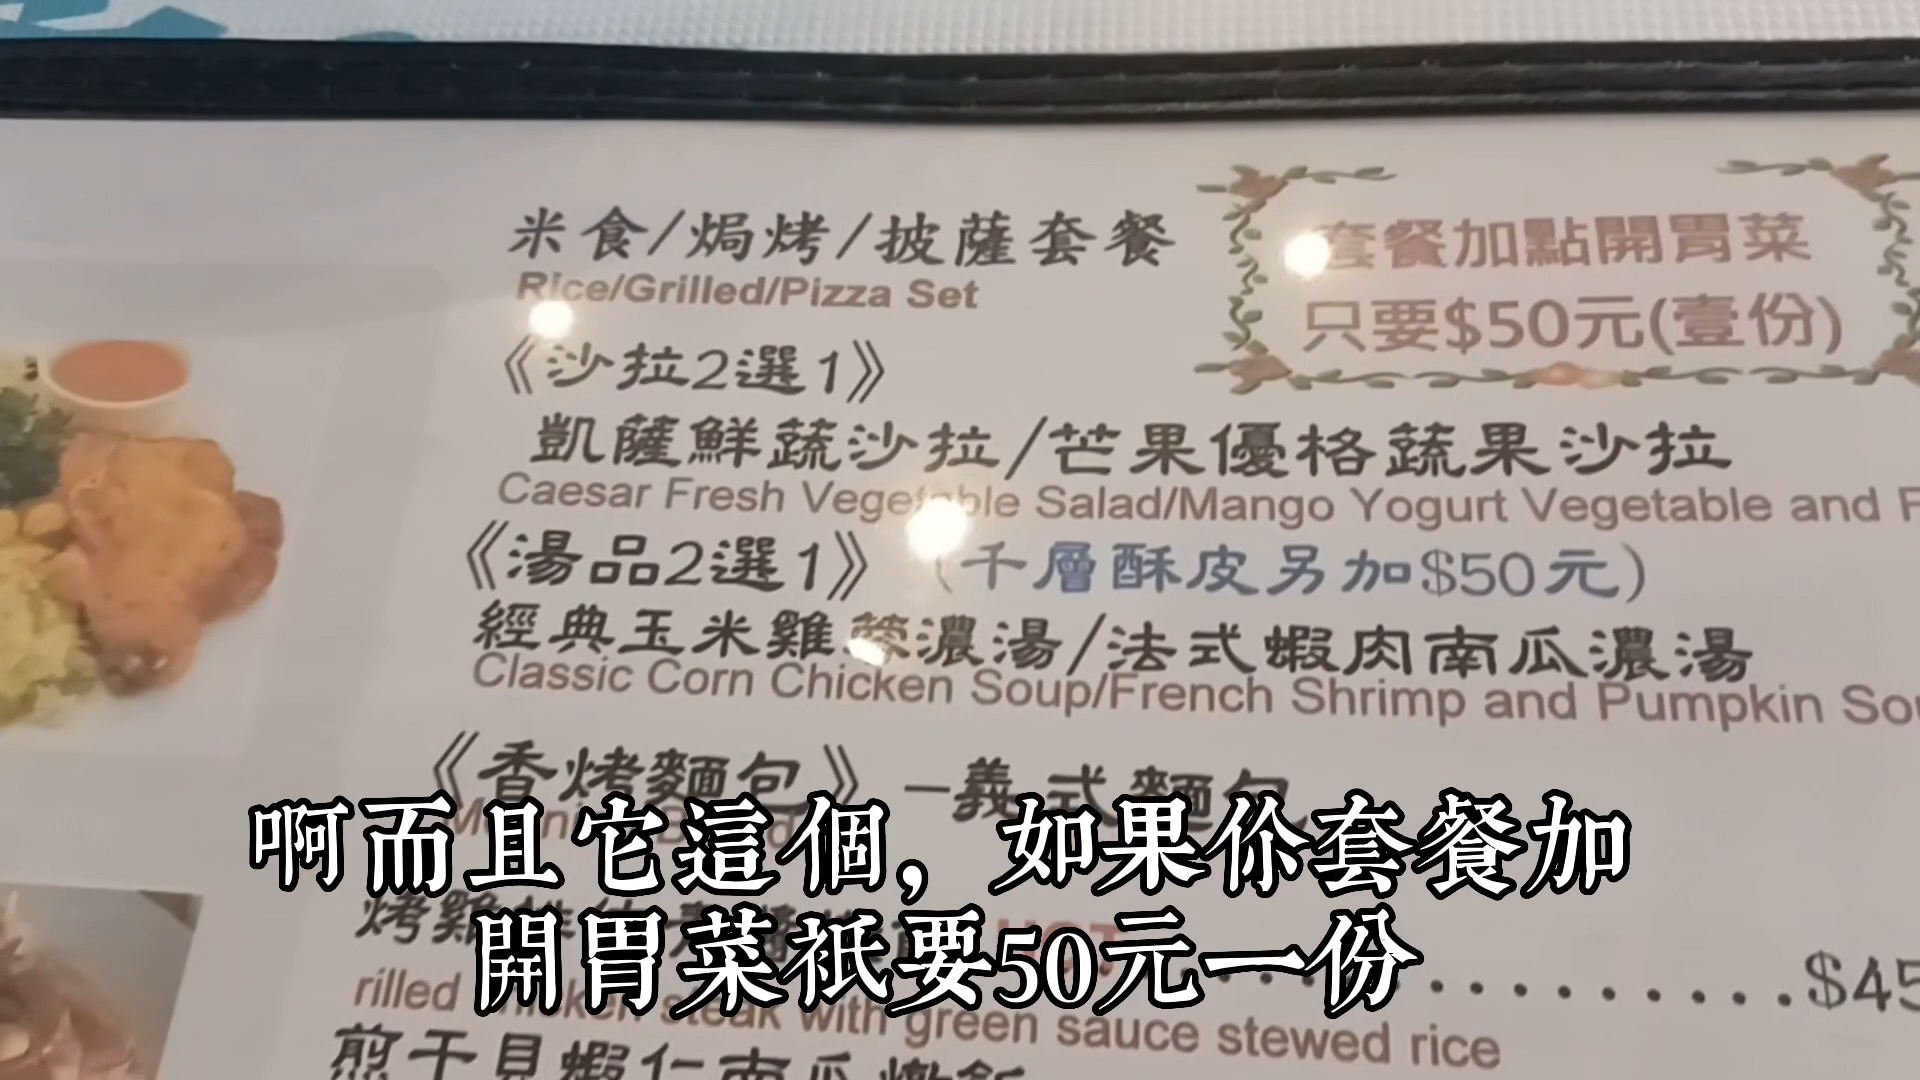 米食/焗烤/披薩套餐
Rice/Grilled/Pizza Set
套餐加點開胃菜
只要$50元(壹份)
《沙拉2選1》
凱薩鮮蔬沙拉/芒果優格蔬果沙拉
Caesar Fresh Vegetable Salad/Mango Yogurt Vegetable and F
《湯品2選1》(千層酥皮另加$50元)
經典玉米雞蓉濃湯/法式蝦肉南瓜濃湯
Classic Corn Chicken Soup/French Shrimp and Pumpkin Sou
《香烤麵包》–義式麵包
啊而且它這個，如果你套餐加
開胃菜祇要50元一份
烤雞
$45
rilled chicken steak with green sauce stewed rice
煎干貝蝦仁南瓜燉飯